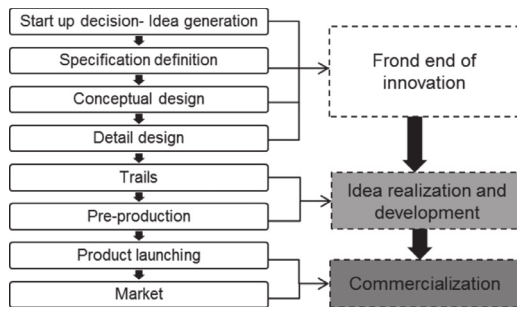 Start up decision- Idea generation
Specification definition
Conceptual design
Detail design
Trails
Pre-production
Product launching
Market
Frond end of
innovation
Idea realization and
development
Commercialization